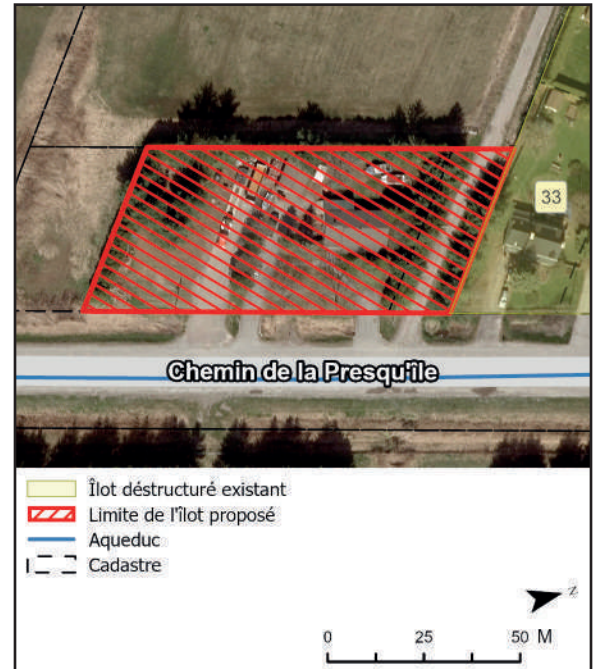 33
Chemin de la Presqu'île
Îlot déstructuré existant
Limite de l'îlot proposé
Aqueduc
Cadastre
N
0 25 50 M